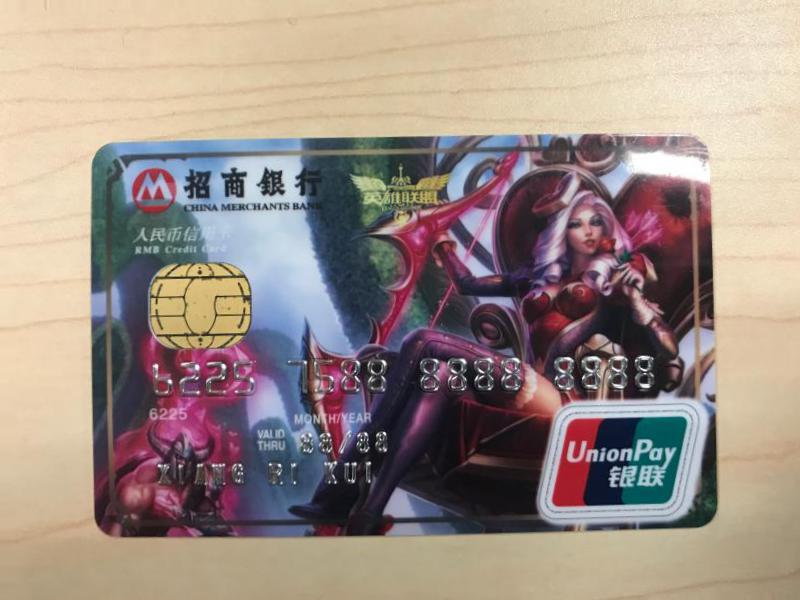 招商银行
CHINA MERCHANTS BANK
英雄联盟
人民币信用卡
RMB Credit Card
6225 7588 8888 8888
6225
MONTH/YEAR
VALID THRU 88/88
XIANG RI KUI
UnionPay
银联